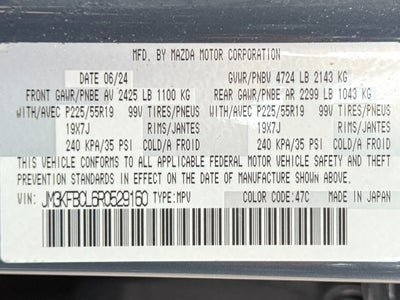 MFD. BY MAZDA MOTOR CORPORATION
DATE 06/24 GVWR/PNBV 4724 LB 2143 KG
FRONT GAWR/PNBE AV 2425 LB 1100 KG REAR GAWR/PNBE AR 2299 LB 1043 KG
WITH/AVEC P225/55R19 99V TIRES/PNEUS WITH/AVEC P225/55R19 99V TIRES/PNEUS
19X7J RIMS/JANTES 19X7J RIMS/JANTES
240 KPA/35 PSI COLD/A FROID 240 KPA/35 PSI COLD/A FROID
THIS VEHICLE CONFORMS TO ALL APPLICABLE FEDERAL MOTOR VEHICLE SAFETY AND THEFT
PREVENTION STANDARDS IN EFFECT ON THE DATE OF MANUFACTURE SHOWN ABOVE.
VIN: JM3KFBCL6R0529160 TYPE:MPV COLOR CODE:47C MADE IN JAPAN